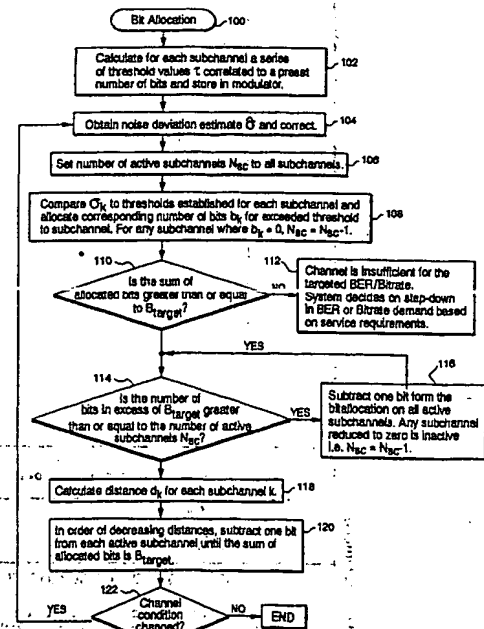 Bit Allocation
100
Calculate for each subchannel a series
of threshold values τ correlated to a preset
number of bits and store in modulator.
102
Obtain noise deviation estimate σ̂ and correct.
104
Set number of active subchannels NSC to all subchannels.
106
Compare σk to thresholds established for each subchannel and
allocate corresponding number of bits bk for exceeded threshold
to subchannel. For any subchannel where bk = 0, NSC = NSC-1.
108
110
Is the sum of
allocated bits greater than or equal
to Btarget?
NO
112
Channel is insufficient for the
targeted BER/Bitrate.
System decides on step-down
in BER or Bitrate demand based
on service requirements.
YES
114
Is the number of
bits in excess of Btarget greater
than or equal to the number of active
subchannels NSC?
YES
116
Subtract one bit form the
bitallocation on all active
subchannels. Any subchannel
reduced to zero is inactive
i.e. NSC = NSC-1.
Calculate distance dk for each subchannel k.
118
In order of decreasing distances, subtract one bit
from each active subchannel until the sum of
allocated bits is Btarget.
120
122
YES
Channel
condition
changed?
NO
END